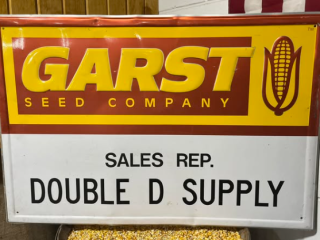 GARST
SEED COMPANY
SALES REP.
DOUBLE D SUPPLY